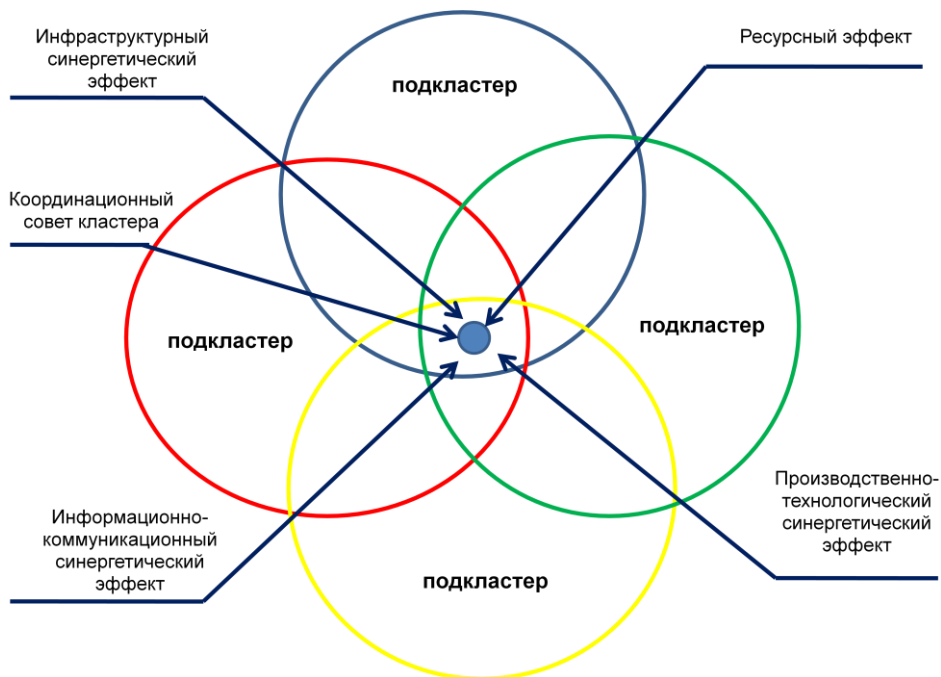 Инфраструктурный
синергетический
эффект
Ресурсный эффект
подкластер
Координационный
совет кластера
подкластер
подкластер
Информационно-
коммуникационный
синергетический
эффект
Производственно-
технологический
синергетический
эффект
подкластер